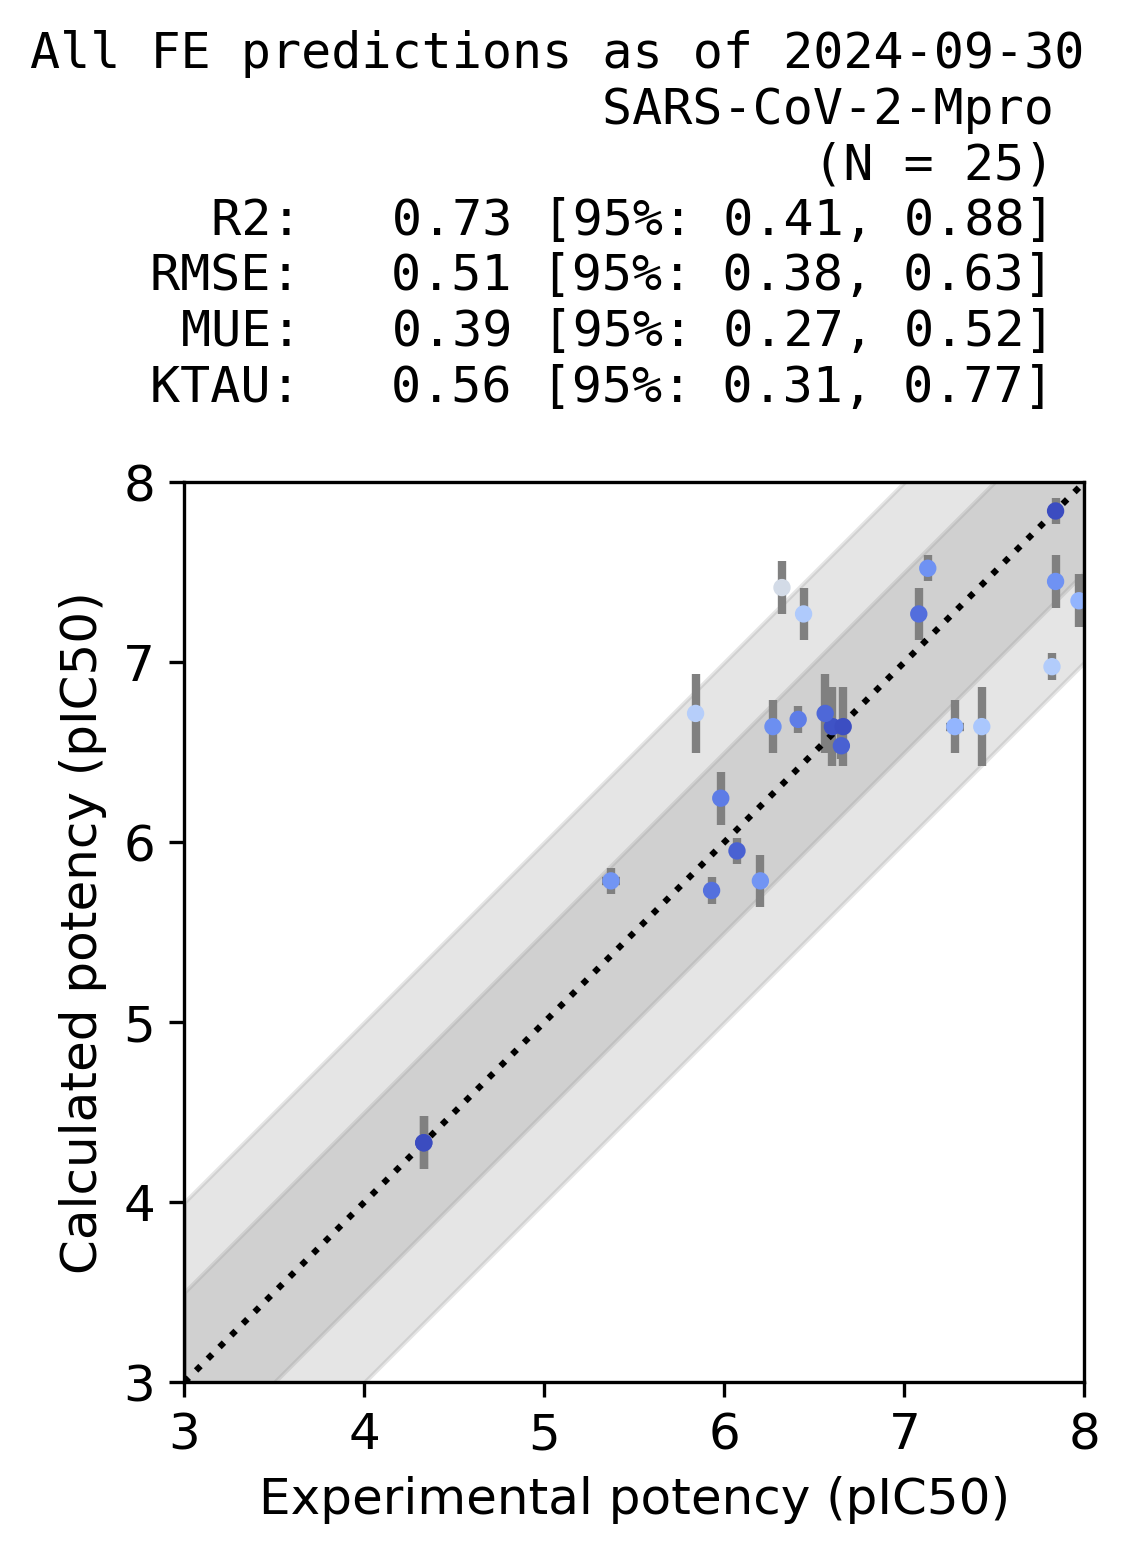 All FE predictions as of 2024-09-30
SARS-CoV-2-Mpro
(N = 25)
R2: 0.73 [95%: 0.41, 0.88]
RMSE: 0.51 [95%: 0.38, 0.63]
MUE: 0.39 [95%: 0.27, 0.52]
KTAU: 0.56 [95%: 0.31, 0.77]
8
7
6
5
4
3
Calculated potency (pIC50)
3 4 5 6 7 8
Experimental potency (pIC50)